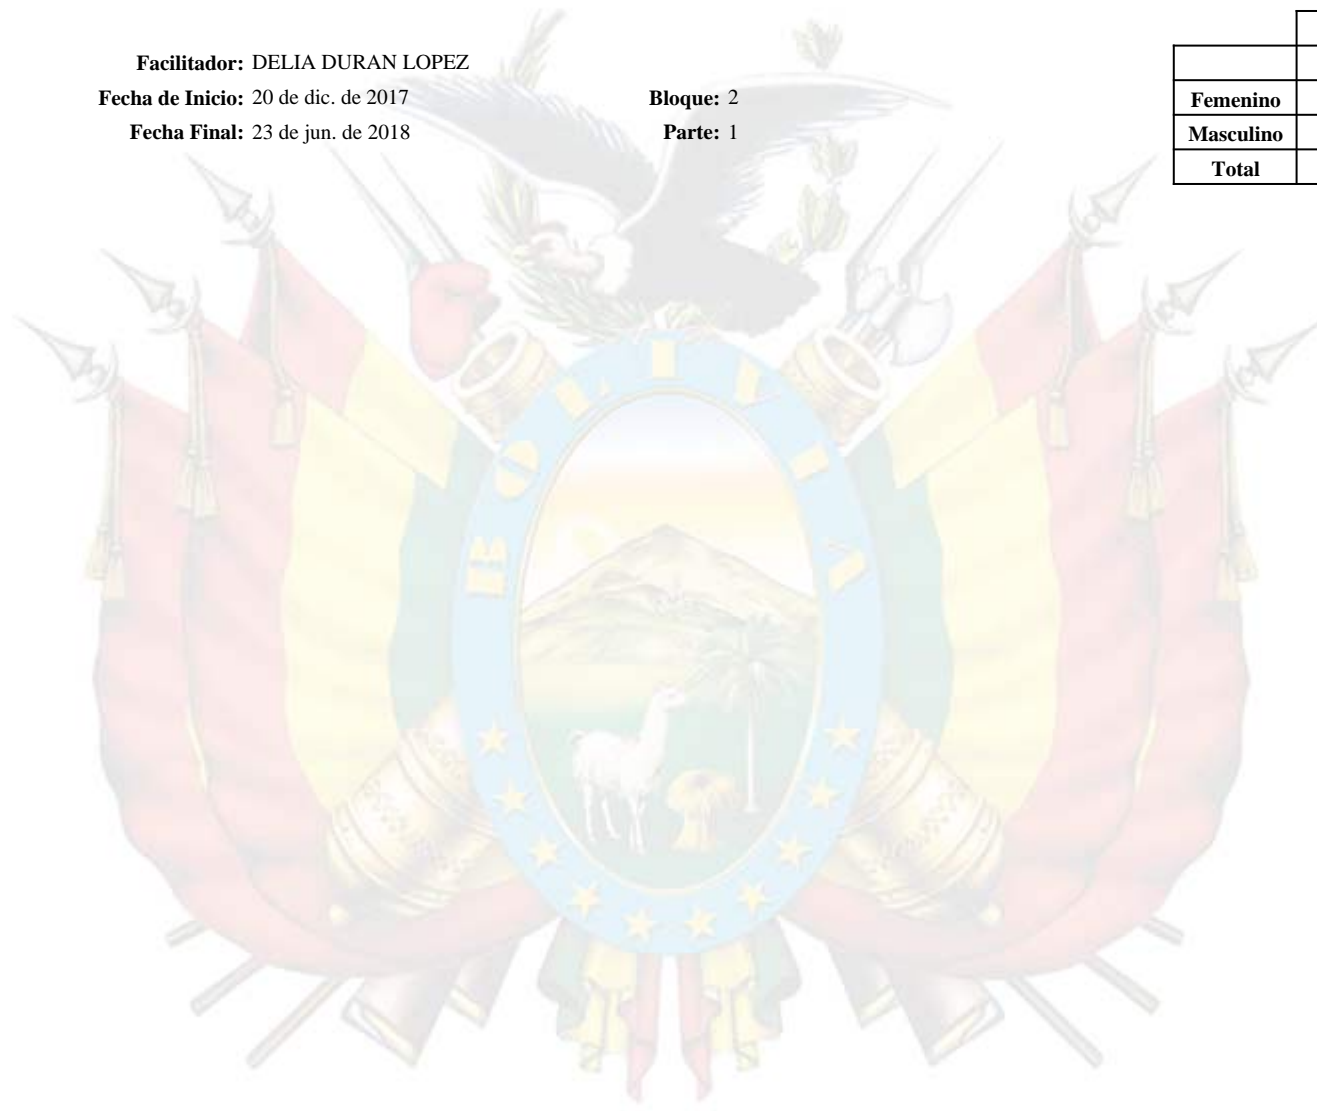 Facilitador: DELIA DURAN LOPEZ
Fecha de Inicio: 20 de dic. de 2017 Bloque: 2
Femenino
Fecha Final: 23 de jun. de 2018 Parte: 1
Masculino
Total
BOLIVIA